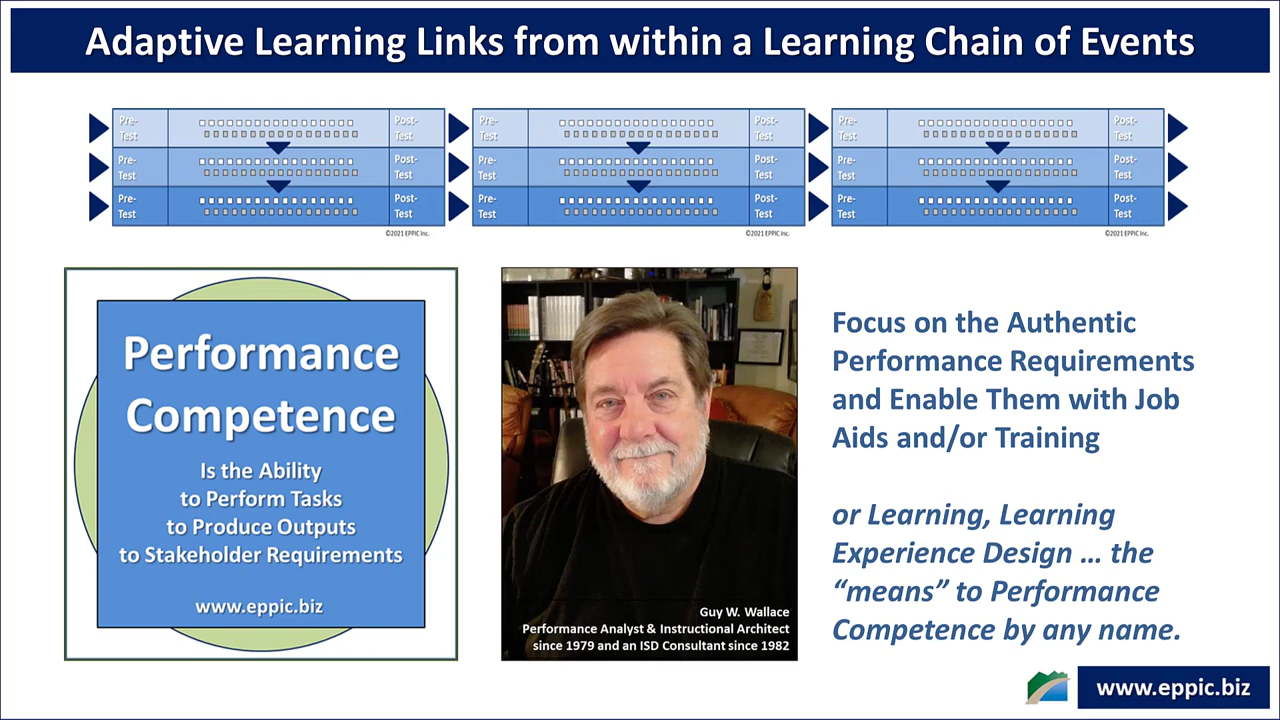 Adaptive Learning Links from within a Learning Chain of Events
Pre-
Test
Post-
Test
Pre-
Test
Post-
Test
Pre-
Test
Post-
Test
Pre-
Test
Post-
Test
Pre-
Test
Post-
Test
Pre-
Test
Post-
Test
Pre-
Test
Post-
Test
Pre-
Test
Post-
Test
Pre-
Test
Post-
Test
©2021 EPPIC Inc.
©2021 EPPIC Inc.
©2021 EPPIC Inc.
Performance
Competence
Is the Ability
to Perform Tasks
to Produce Outputs
to Stakeholder Requirements
www.eppic.biz
Guy W. Wallace
Performance Analyst & Instructional Architect
since 1979 and an ISD Consultant since 1982
Focus on the Authentic
Performance Requirements
and Enable Them with Job
Aids and/or Training
or Learning, Learning
Experience Design … the
“means” to Performance
Competence by any name.
www.eppic.biz